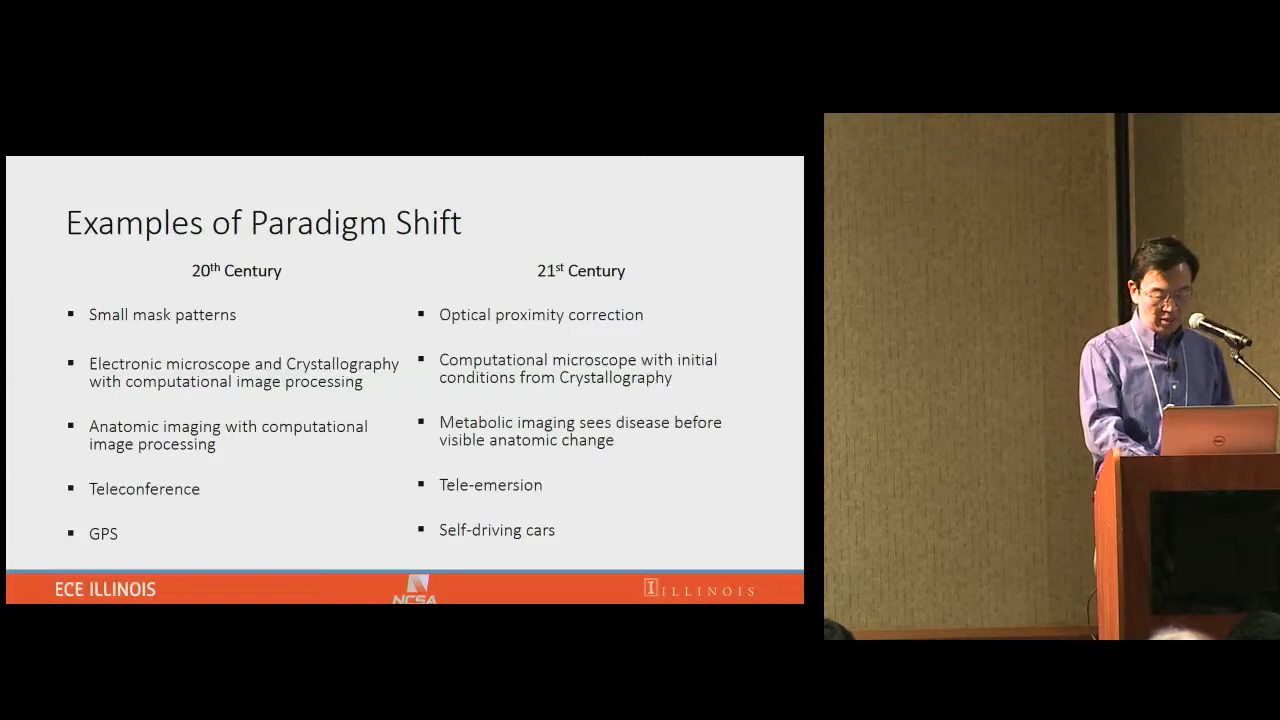 Examples of Paradigm Shift
20th Century
Small mask patterns
Electronic microscope and Crystallography
with computational image processing
Anatomic imaging with computational
image processing
Teleconference
GPS
21st Century
Optical proximity correction
Computational microscope with initial
conditions from Crystallography
Metabolic imaging sees disease before
visible anatomic change
Tele-emersion
Self-driving cars
ECE ILLINOIS
NCSA
I ILLINOIS
DELL